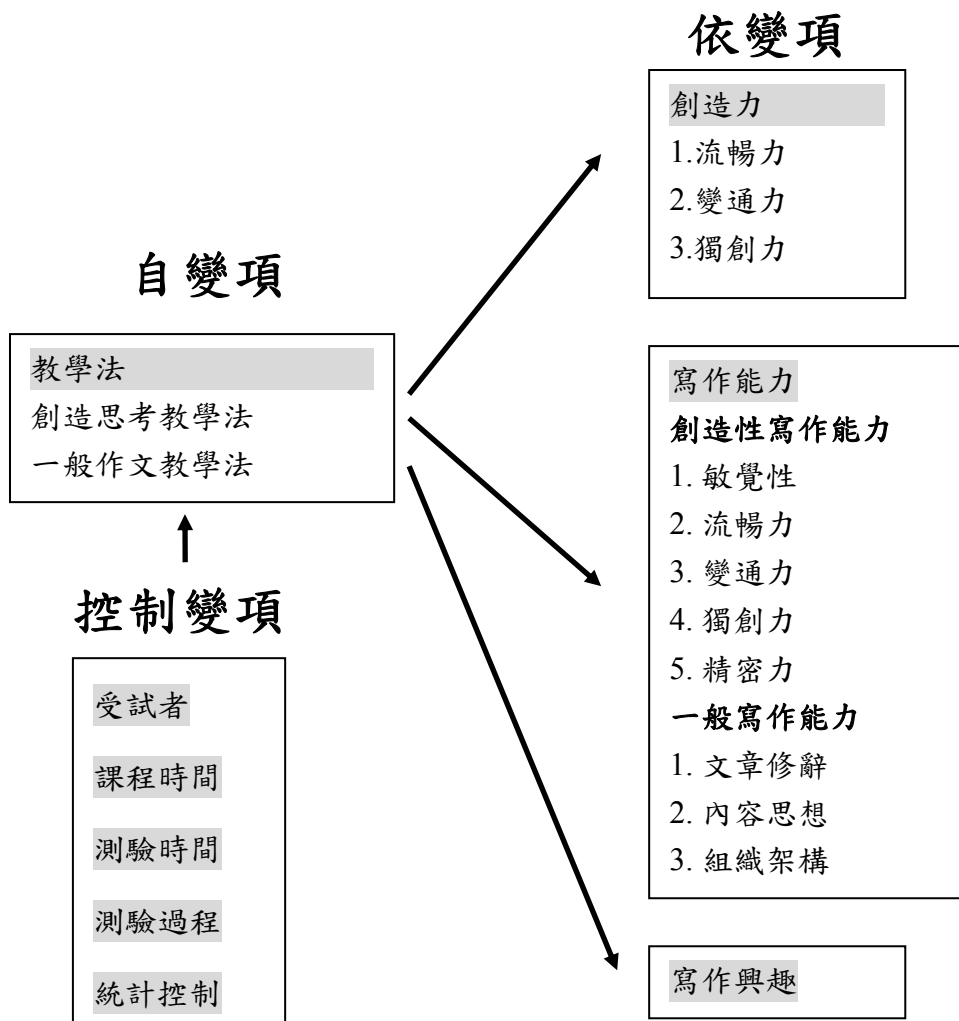 依變項
創造力
1.流暢力
2.變通力
3.獨創力
自變項
教學法
創造思考教學法
一般作文教學法
寫作能力
創造性寫作能力
1. 敏覺性
2. 流暢力
3. 變通力
4. 獨創力
5. 精密力
一般寫作能力
1. 文章修辭
2. 內容思想
3. 組織架構
控制變項
受試者
課程時間
測驗時間
測驗過程
統計控制
寫作興趣